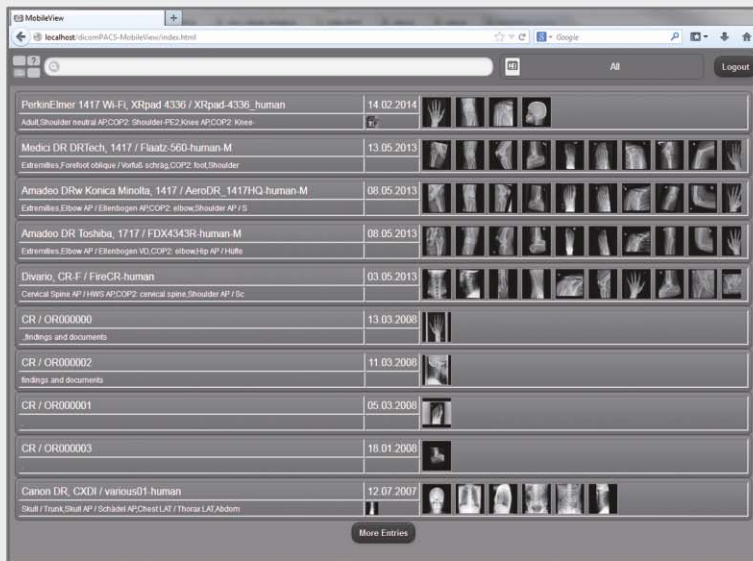 MobileView
localhost/dicomPACS-MobileView/index.html
Google
?
All
Logout
PerkinElmer 1417 Wi-Fi, XRpad 4336 / XRpad-4336_human
14.02.2014
Adult,Shoulder neutral AP,COP2: Shoulder-PE2,Knee AP,COP2: Knee-
Medici DR DRTech, 1417 / Flaatz-560-human-M
13.05.2013
Extremities,Forefoot oblique / Vorfuß schräg,COP2: foot,Shoulder
Amadeo DRw Konica Minolta, 1417 / AeroDR_1417HQ-human-M
08.05.2013
Extremities,Elbow AP / Ellenbogen AP,COP2: elbow,Shoulder AP / S
Amadeo DR Toshiba, 1717 / FDX4343R-human-M
08.05.2013
Extremities,Elbow AP / Ellenbogen VD,COP2: elbow,Hip AP / Hüfte
Divario, CR-F / FireCR-human
03.05.2013
Cervical Spine AP / HWS AP,COP2: cervical spine,Shoulder AP / Sc
CR / OR000000
13.03.2008
_findings and documents
CR / OR000002
11.03.2008
findings and documents
CR / OR000001
05.03.2008
CR / OR000003
18.01.2008
Canon DR, CXDI / various01-human
12.07.2007
Skull / Trunk,Skull AP / Schädel AP,Chest LAT / Thorax LAT,Abdom
More Entries